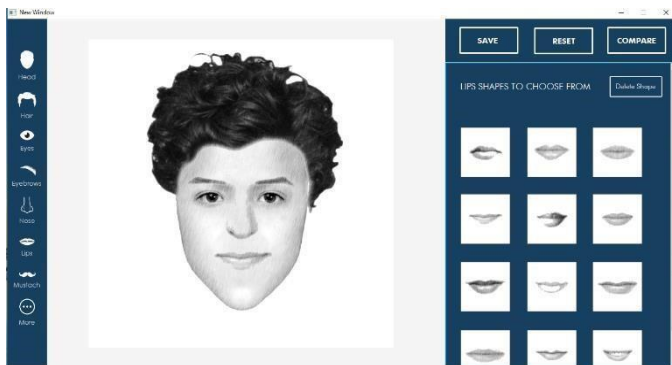 New Window
SAVE RESET COMPARE
LIPS SHAPES TO CHOOSE FROM Delete Shape
Head
Hair
Eyes
Eyebrows
Nose
Lips
Mustach
More